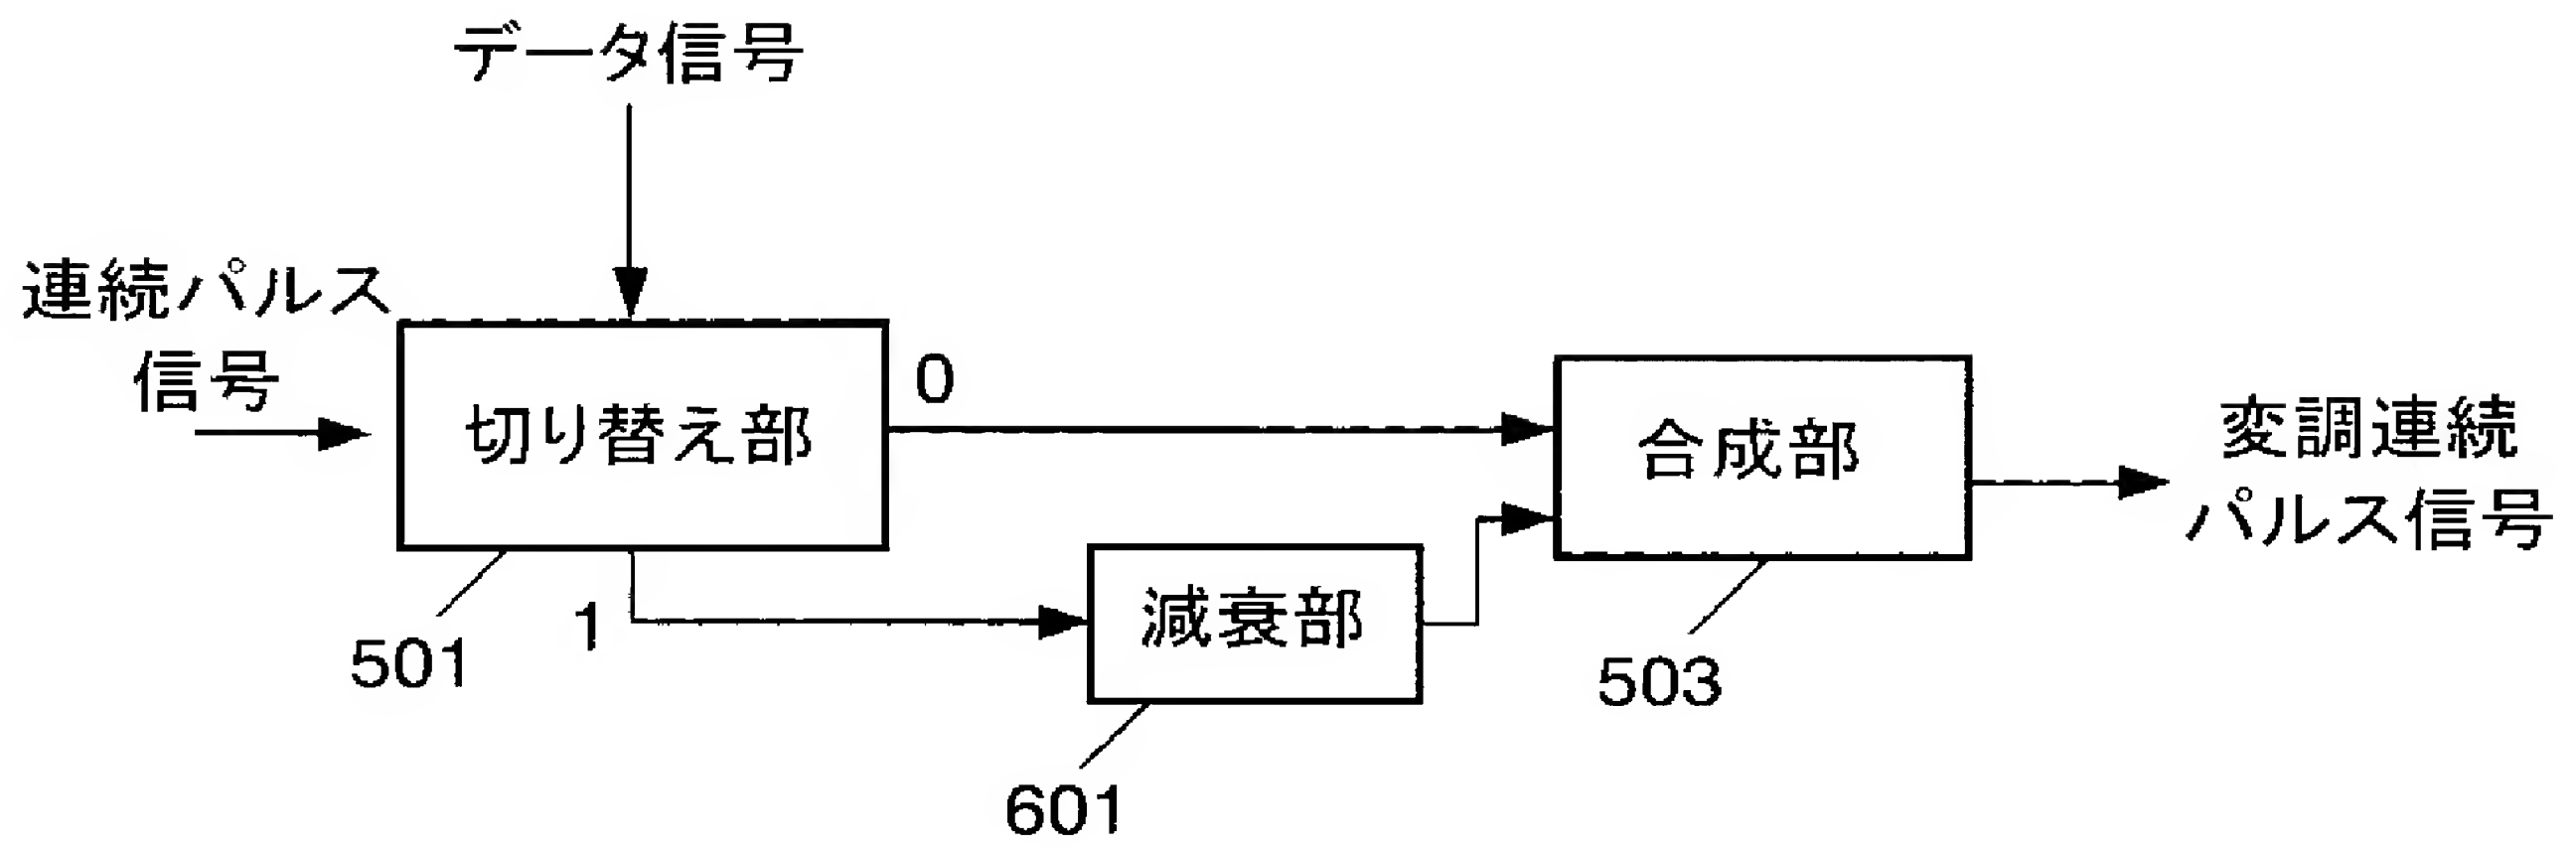 データ信号
連続パルス
信号
切り替え部
0
合成部
変調連続
パルス信号
1
減衰部
501
503
601